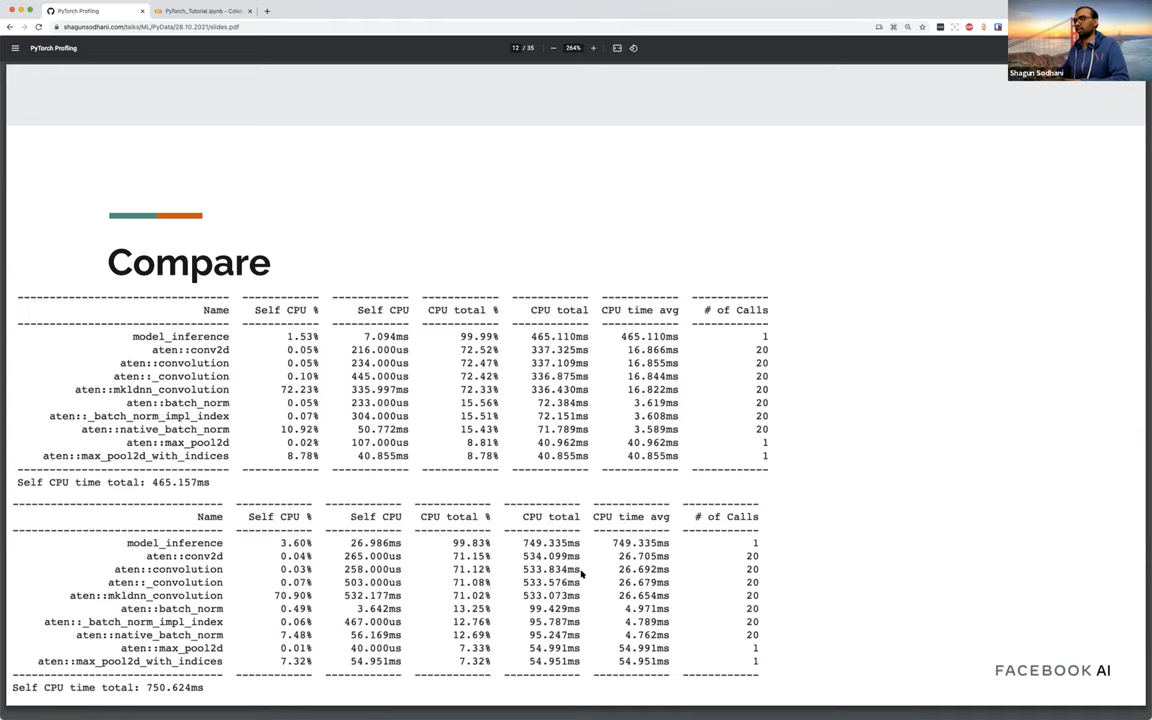 PyTorch Profling
PyTorch_Tutorial.ipynb - Colab
shagunsodhani.com/talks/ML/PyData/28.10.2021/slides.pdf
PyTorch Profling
12 / 35
264%
Shagun Sodhani
Compare
Name Self CPU % Self CPU CPU total % CPU total CPU time avg # of Calls
model_inference 1.53% 7.094ms 99.99% 465.110ms 465.110ms 1
aten::conv2d 0.05% 216.000us 72.52% 337.325ms 16.866ms 20
aten::convolution 0.05% 234.000us 72.47% 337.109ms 16.855ms 20
aten::_convolution 0.10% 445.000us 72.42% 336.875ms 16.844ms 20
aten::mkldnn_convolution 72.23% 335.997ms 72.33% 336.430ms 16.822ms 20
aten::batch_norm 0.05% 233.000us 15.56% 72.384ms 3.619ms 20
aten::_batch_norm_impl_index 0.07% 304.000us 15.51% 72.151ms 3.608ms 20
aten::native_batch_norm 10.92% 50.772ms 15.43% 71.789ms 3.589ms 20
aten::max_pool2d 0.02% 107.000us 8.81% 40.962ms 40.962ms 1
aten::max_pool2d_with_indices 8.78% 40.855ms 8.78% 40.855ms 40.855ms 1
Self CPU time total: 465.157ms
Name Self CPU % Self CPU CPU total % CPU total CPU time avg # of Calls
model_inference 3.60% 26.986ms 99.83% 749.335ms 749.335ms 1
aten::conv2d 0.04% 265.000us 71.15% 534.099ms 26.705ms 20
aten::convolution 0.03% 258.000us 71.12% 533.834ms 26.692ms 20
aten::_convolution 0.07% 503.000us 71.08% 533.576ms 26.679ms 20
aten::mkldnn_convolution 70.90% 532.177ms 71.02% 533.073ms 26.654ms 20
aten::batch_norm 0.49% 3.642ms 13.25% 99.429ms 4.971ms 20
aten::_batch_norm_impl_index 0.06% 467.000us 12.76% 95.787ms 4.789ms 20
aten::native_batch_norm 7.48% 56.169ms 12.69% 95.247ms 4.762ms 20
aten::max_pool2d 0.01% 40.000us 7.33% 54.991ms 54.991ms 1
aten::max_pool2d_with_indices 7.32% 54.951ms 7.32% 54.951ms 54.951ms 1
Self CPU time total: 750.624ms
FACEBOOK AI